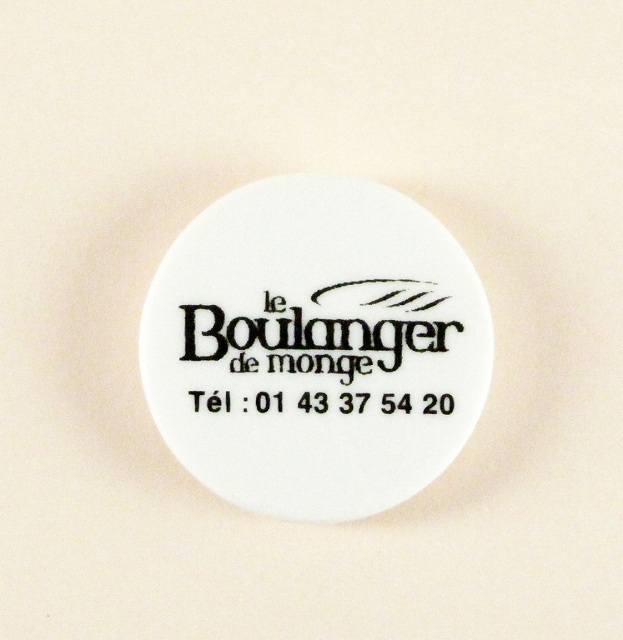 le
Boulanger
de monge
Tél : 01 43 37 54 20